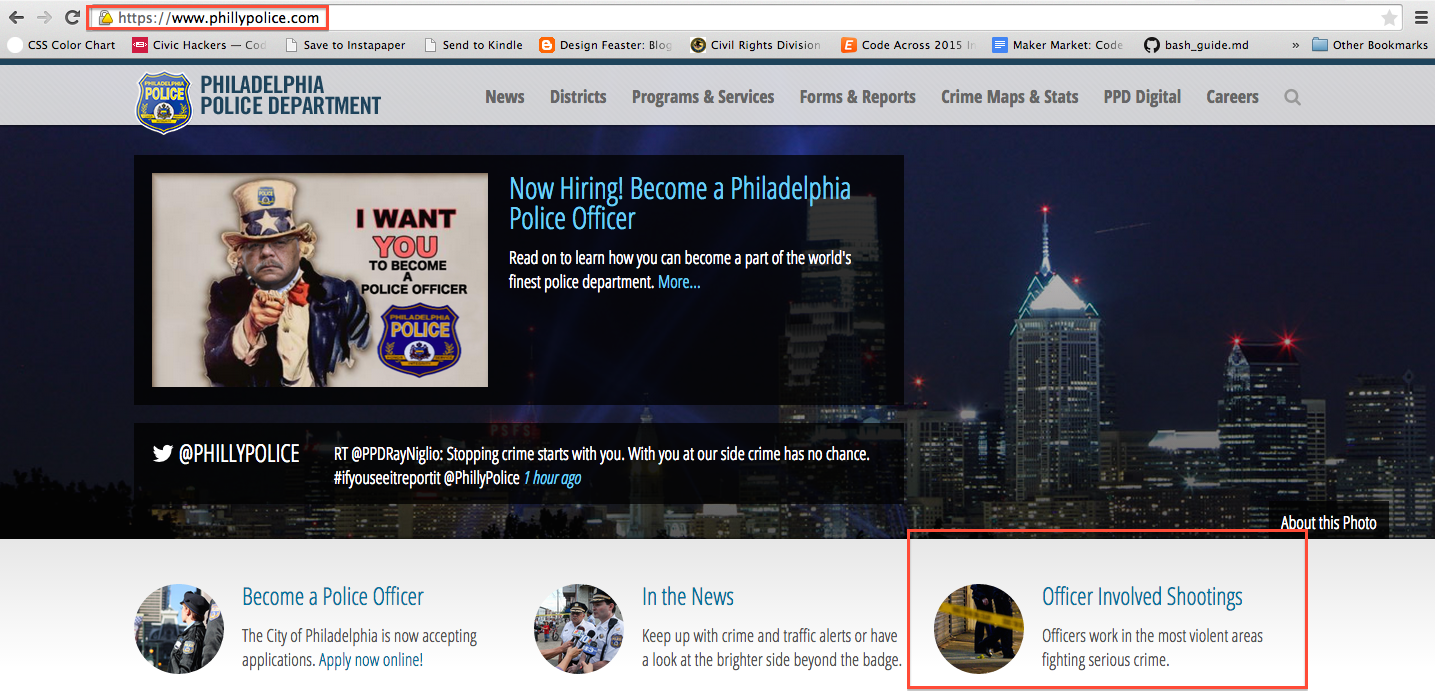 https://www.phillypolice.com
CSS Color Chart
Civic Hackers — Cod
Save to Instapaper
Send to Kindle
Design Feaster: Blog
Civil Rights Division
Code Across 2015 In
Maker Market: Code
bash_guide.md
»
Other Bookmarks
PHILADELPHIA
POLICE DEPARTMENT
PHILADELPHIA
POLICE
News
Districts
Programs & Services
Forms & Reports
Crime Maps & Stats
PPD Digital
Careers
I WANT
YOU
TO BECOME
A
POLICE OFFICER
PHILADELPHIA
POLICE
Now Hiring! Become a Philadelphia
Police Officer
Read on to learn how you can become a part of the world's
finest police department. More...
PSFS
@PHILLYPOLICE
RT @PPDRayNiglio: Stopping crime starts with you. With you at our side crime has no chance.
#ifyouseeitreportit @PhillyPolice 1 hour ago
About this Photo
Become a Police Officer
The City of Philadelphia is now accepting
applications. Apply now online!
In the News
Keep up with crime and traffic alerts or have
a look at the brighter side beyond the badge.
Officer Involved Shootings
Officers work in the most violent areas
fighting serious crime.